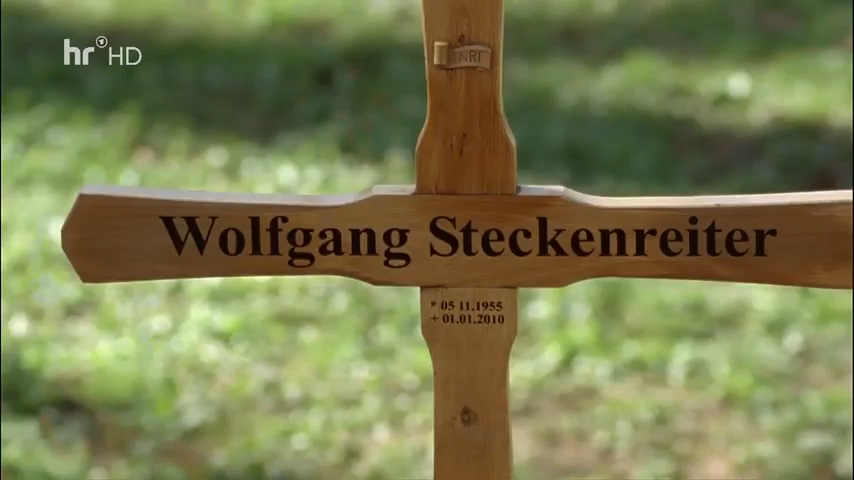 hr HD
INRI
Wolfgang Steckenreiter
* 05 11.1955
+ 01.01.2010